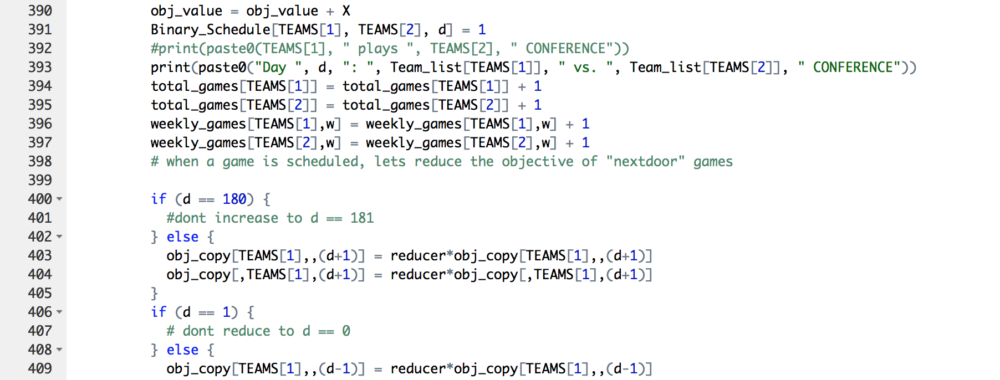 390 obj_value = obj_value + X
391 Binary_Schedule[TEAMS[1], TEAMS[2], d] = 1
392 #print(paste0(TEAMS[1], " plays ", TEAMS[2], " CONFERENCE"))
393 print(paste0("Day ", d, ": ", Team_list[TEAMS[1]], " vs. ", Team_list[TEAMS[2]], " CONFERENCE"))
394 total_games[TEAMS[1]] = total_games[TEAMS[1]] + 1
395 total_games[TEAMS[2]] = total_games[TEAMS[2]] + 1
396 weekly_games[TEAMS[1],w] = weekly_games[TEAMS[1],w] + 1
397 weekly_games[TEAMS[2],w] = weekly_games[TEAMS[2],w] + 1
398 # when a game is scheduled, lets reduce the objective of "nextdoor" games
399
400 if (d == 180) {
401 #dont increase to d == 181
402 } else {
403 obj_copy[TEAMS[1],,(d+1)] = reducer*obj_copy[TEAMS[1],,(d+1)]
404 obj_copy[,TEAMS[1],(d+1)] = reducer*obj_copy[,TEAMS[1],(d+1)]
405 }
406 if (d == 1) {
407 # dont reduce to d == 0
408 } else {
409 obj_copy[TEAMS[1],,(d-1)] = reducer*obj_copy[TEAMS[1],,(d-1)]